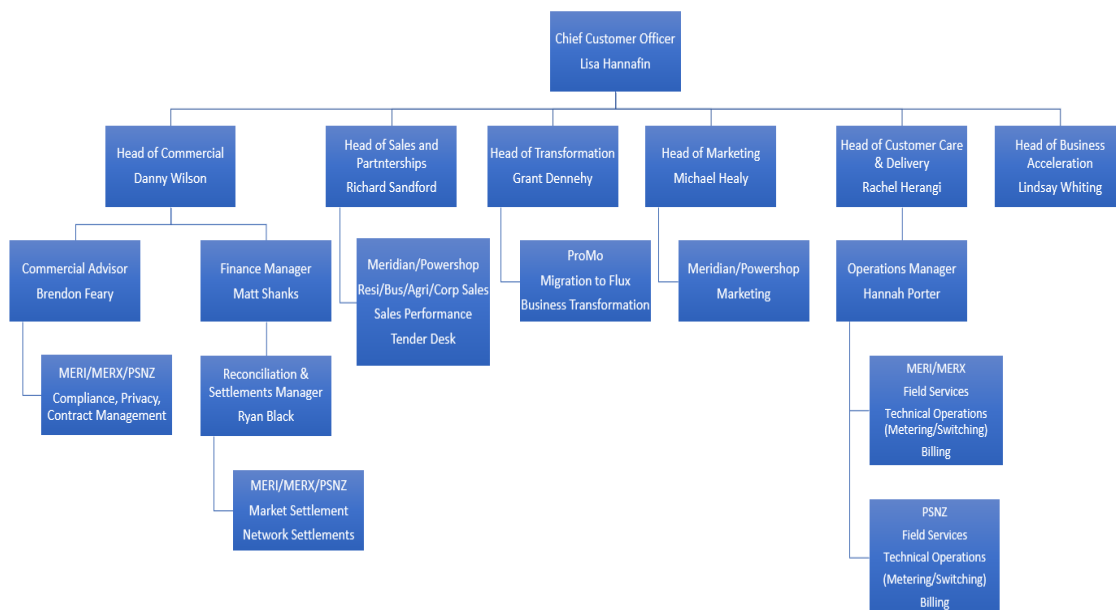 Chief Customer Officer
Lisa Hannafin
Head of Commercial
Danny Wilson
Head of Sales and
Partnterships
Richard Sandford
Head of Transformation
Grant Dennehy
Head of Marketing
Michael Healy
Head of Customer Care
& Delivery
Rachel Herangi
Head of Business
Acceleration
Lindsay Whiting
Commercial Advisor
Brendon Feary
Finance Manager
Matt Shanks
Meridian/Powershop
Resi/Bus/Agri/Corp Sales
Sales Performance
Tender Desk
ProMo
Migration to Flux
Business Transformation
Meridian/Powershop
Marketing
Operations Manager
Hannah Porter
MERI/MERX/PSNZ
Compliance, Privacy,
Contract Management
Reconciliation &
Settlements Manager
Ryan Black
MERI/MERX
Field Services
Technical Operations
(Metering/Switching)
Billing
MERI/MERX/PSNZ
Market Settlement
Network Settlements
PSNZ
Field Services
Technical Operations
(Metering/Switching)
Billing